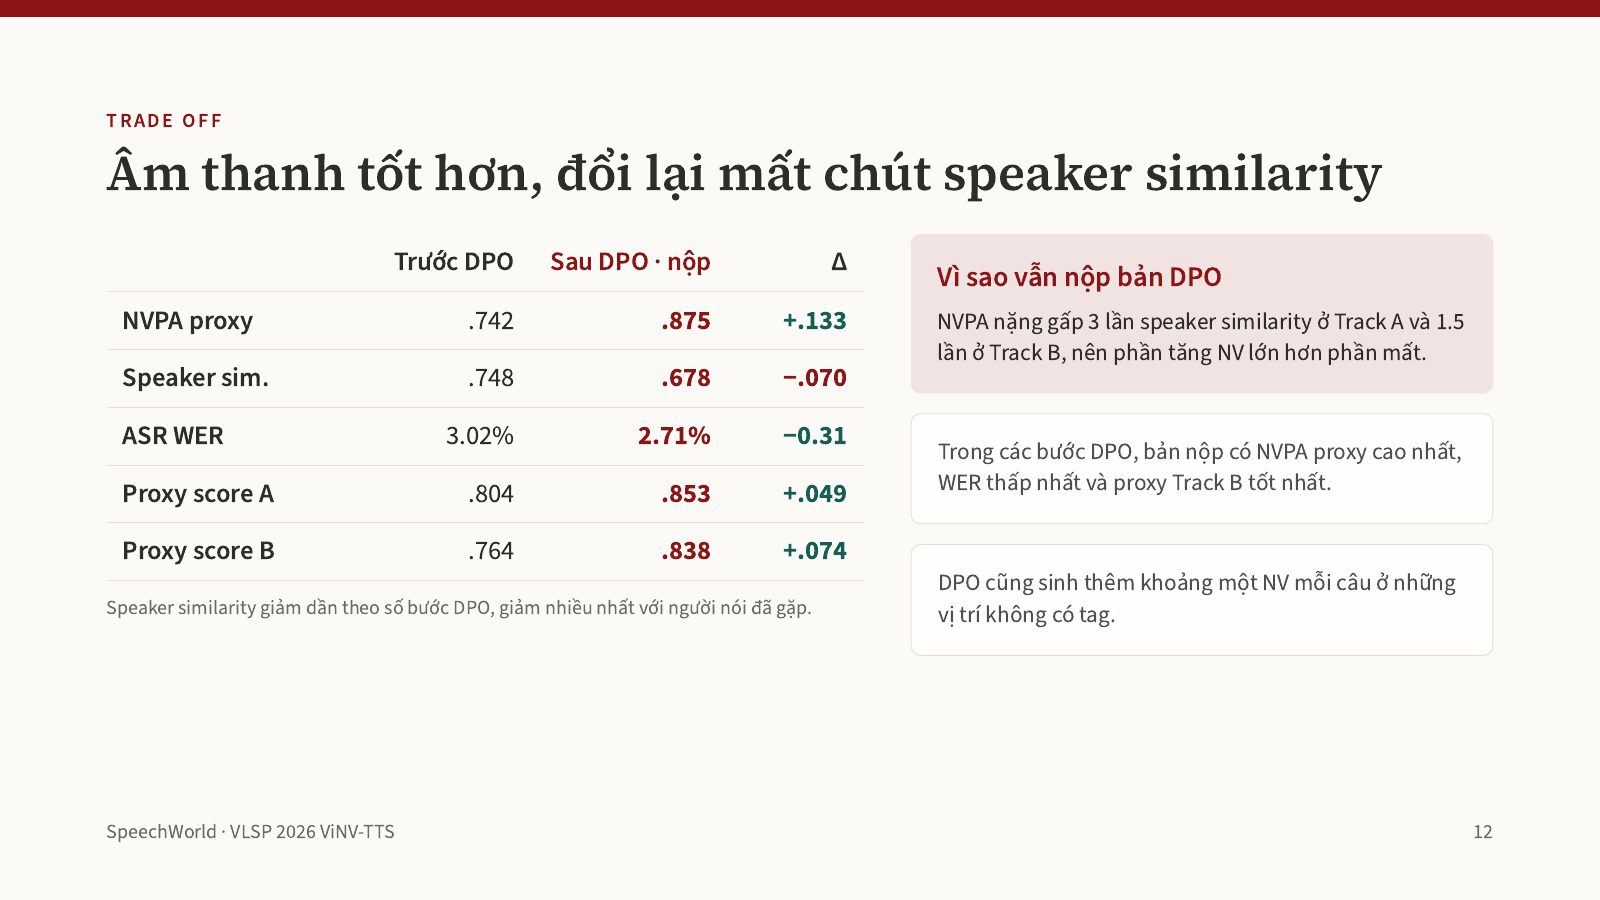 TRADE OFF
Âm thanh tốt hơn, đổi lại mất chút speaker similarity
Trước DPO Sau DPO · nộp Δ
NVPA proxy .742 .875 +.133
Speaker sim. .748 .678 −.070
ASR WER 3.02% 2.71% −0.31
Proxy score A .804 .853 +.049
Proxy score B .764 .838 +.074
Speaker similarity giảm dần theo số bước DPO, giảm nhiều nhất với người nói đã gặp.
Vì sao vẫn nộp bản DPO
NVPA nặng gấp 3 lần speaker similarity ở Track A và 1.5
lần ở Track B, nên phần tăng NV lớn hơn phần mất.
Trong các bước DPO, bản nộp có NVPA proxy cao nhất,
WER thấp nhất và proxy Track B tốt nhất.
DPO cũng sinh thêm khoảng một NV mỗi câu ở những
vị trí không có tag.
SpeechWorld · VLSP 2026 ViNV-TTS
12